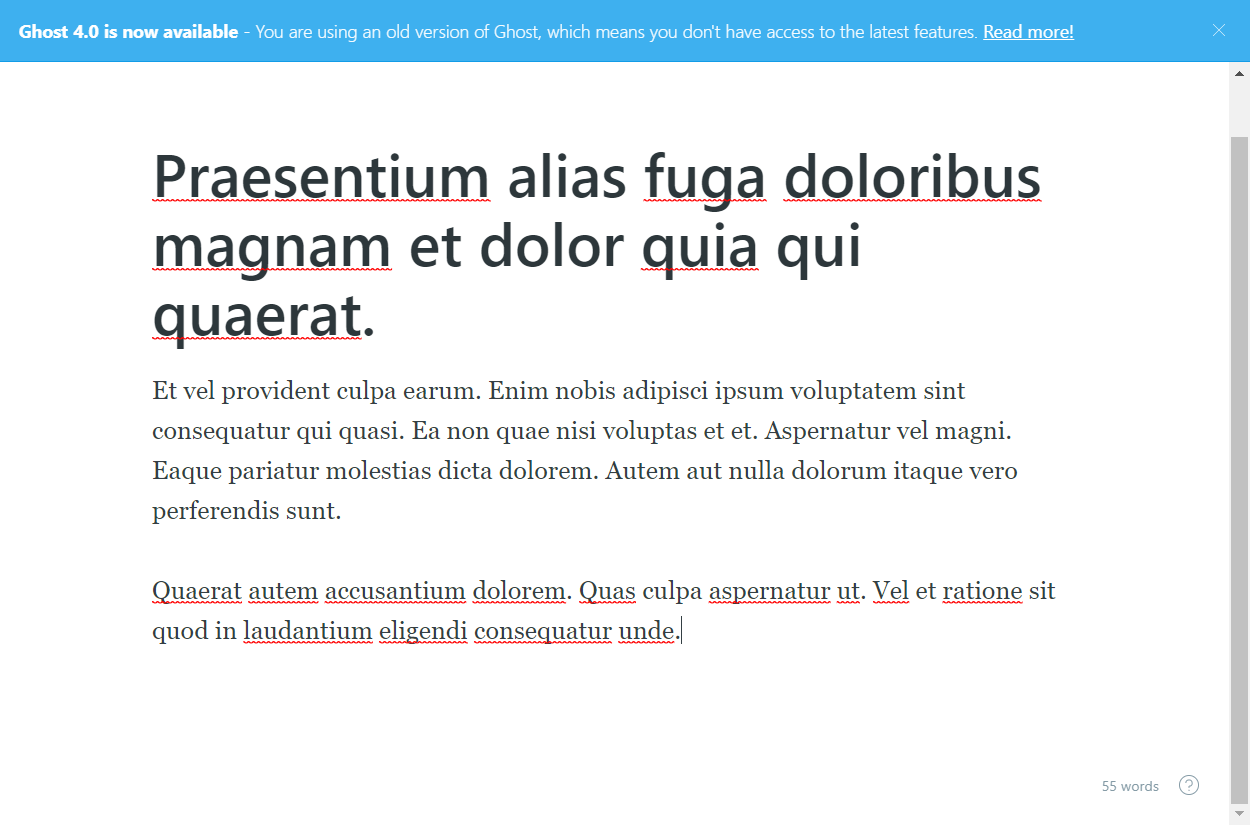 Ghost 4.0 is now available - You are using an old version of Ghost, which means you don't have access to the latest features. Read more!
Praesentium alias fuga doloribus
magnam et dolor quia qui
quaerat.
Et vel provident culpa earum. Enim nobis adipisci ipsum voluptatem sint
consequatur qui quasi. Ea non quae nisi voluptas et et. Aspernatur vel magni.
Eaque pariatur molestias dicta dolorem. Autem aut nulla dolorum itaque vero
perferendis sunt.
Quaerat autem accusantium dolorem. Quas culpa aspernatur ut. Vel et ratione sit
quod in laudantium eligendi consequatur unde.
55 words
?